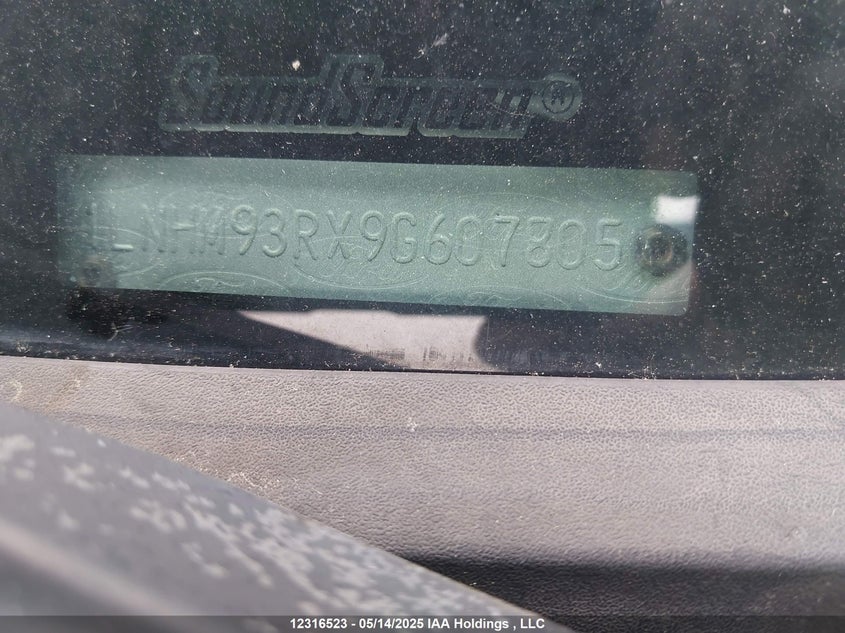 SoundScreen®
1LNHM93RX9G607805
12316523 - 05/14/2025 IAA Holdings , LLC